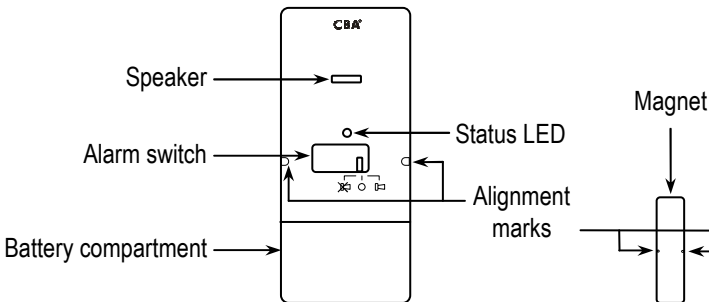 CBA
Speaker
Magnet
Status LED
Alarm switch
Alignment
marks
Battery compartment